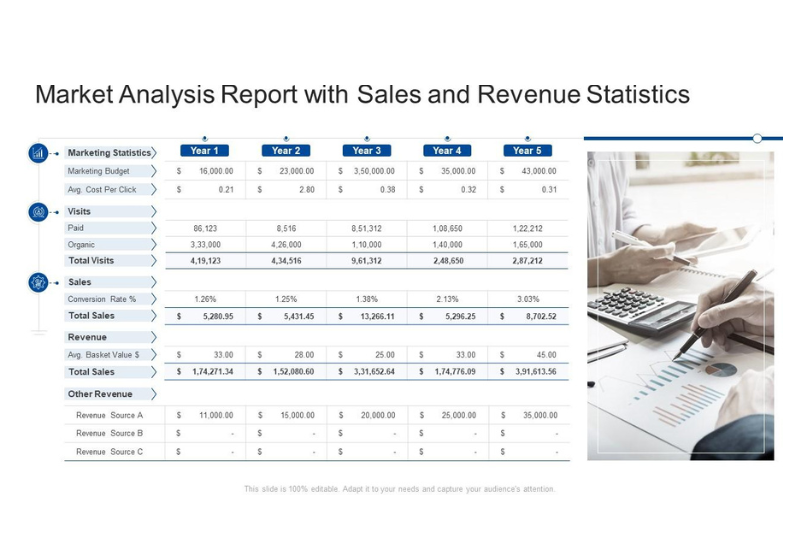 Market Analysis Report with Sales and Revenue Statistics
Marketing Statistics Year 1 Year 2 Year 3 Year 4 Year 5
Marketing Budget $ 16,000.00 $ 23,000.00 $ 3,50,000.00 $ 35,000.00 $ 43,000.00
Avg. Cost Per Click $ 0.21 $ 2.80 $ 0.38 $ 0.32 $ 0.31
Visits
Paid 86,123 8,516 8,51,312 1,08,650 1,22,212
Organic 3,33,000 4,26,000 1,10,000 1,40,000 1,65,000
Total Visits 4,19,123 4,34,516 9,61,312 2,48,650 2,87,212
Sales
Conversion Rate % 1.26% 1.25% 1.38% 2.13% 3.03%
Total Sales $ 5,280.95 $ 5,431.45 $ 13,266.11 $ 5,296.25 $ 8,702.52
Revenue
Avg. Basket Value $ $ 33.00 $ 28.00 $ 25.00 $ 33.00 $ 45.00
Total Sales $ 1,74,271.34 $ 1,52,080.60 $ 3,31,652.64 $ 1,74,776.09 $ 3,91,613.56
Other Revenue
Revenue Source A $ 11,000.00 $ 15,000.00 $ 20,000.00 $ 25,000.00 $ 35,000.00
Revenue Source B $ - $ - $ - $ - $ -
Revenue Source C $ - $ - $ - $ - $ -
This slide is 100% editable. Adapt it to your needs and capture your audience's attention.